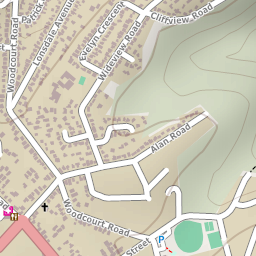 Woodcourt Road
Lonsdale Avenue
Evelyn Crescent
Wideview Road
Cliffview Road
Alan Road
Woodcourt Road
Street
P